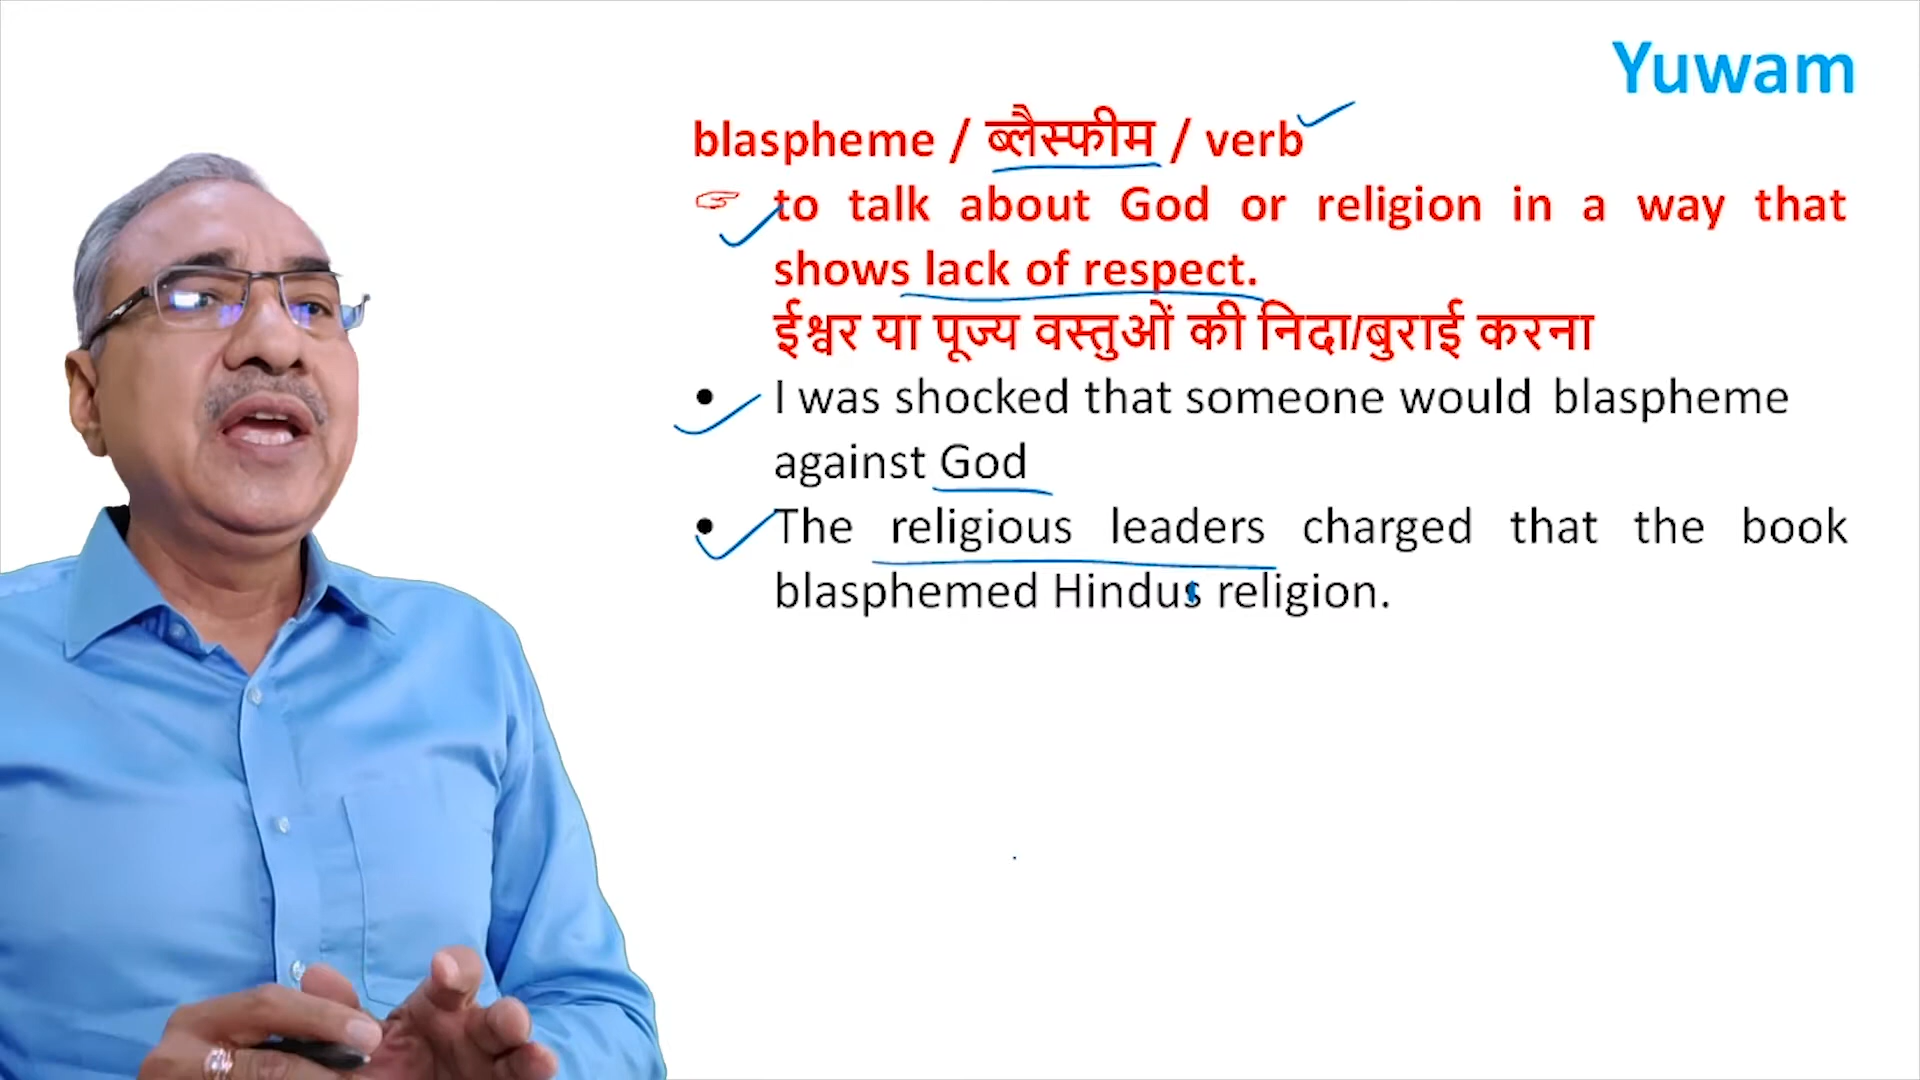 Yuwam
blaspheme / ब्लैस्फीम / verb
☞ to talk about God or religion in a way that
shows lack of respect.
ईश्वर या पूज्य वस्तुओं की निदा/बुराई करना
• I was shocked that someone would blaspheme
against God
• The religious leaders charged that the book
blasphemed Hindus religion.